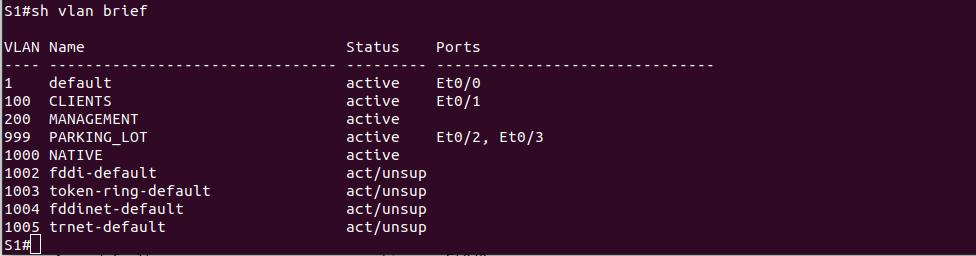 S1#sh vlan brief
VLAN Name                             Status    Ports
---- -------------------------------- --------- -------------------------------
1    default                          active    Et0/0
100  CLIENTS                          active    Et0/1
200  MANAGEMENT                       active
999  PARKING_LOT                      active    Et0/2, Et0/3
1000 NATIVE                           active
1002 fddi-default                     act/unsup
1003 token-ring-default               act/unsup
1004 fddinet-default                  act/unsup
1005 trnet-default                    act/unsup
S1#